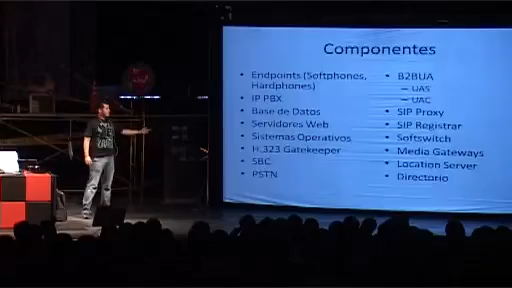 Componentes
• Endpoints (Softphones,
Hardphones)
• IP PBX
• Base de Datos
• Servidores Web
• Sistemas Operativos
• H.323 Gatekeeper
• SBC
• PSTN
• B2BUA
– UAS
– UAC
• SIP Proxy
• SIP Registrar
• Softswitch
• Media Gateways
• Location Server
• Directorio